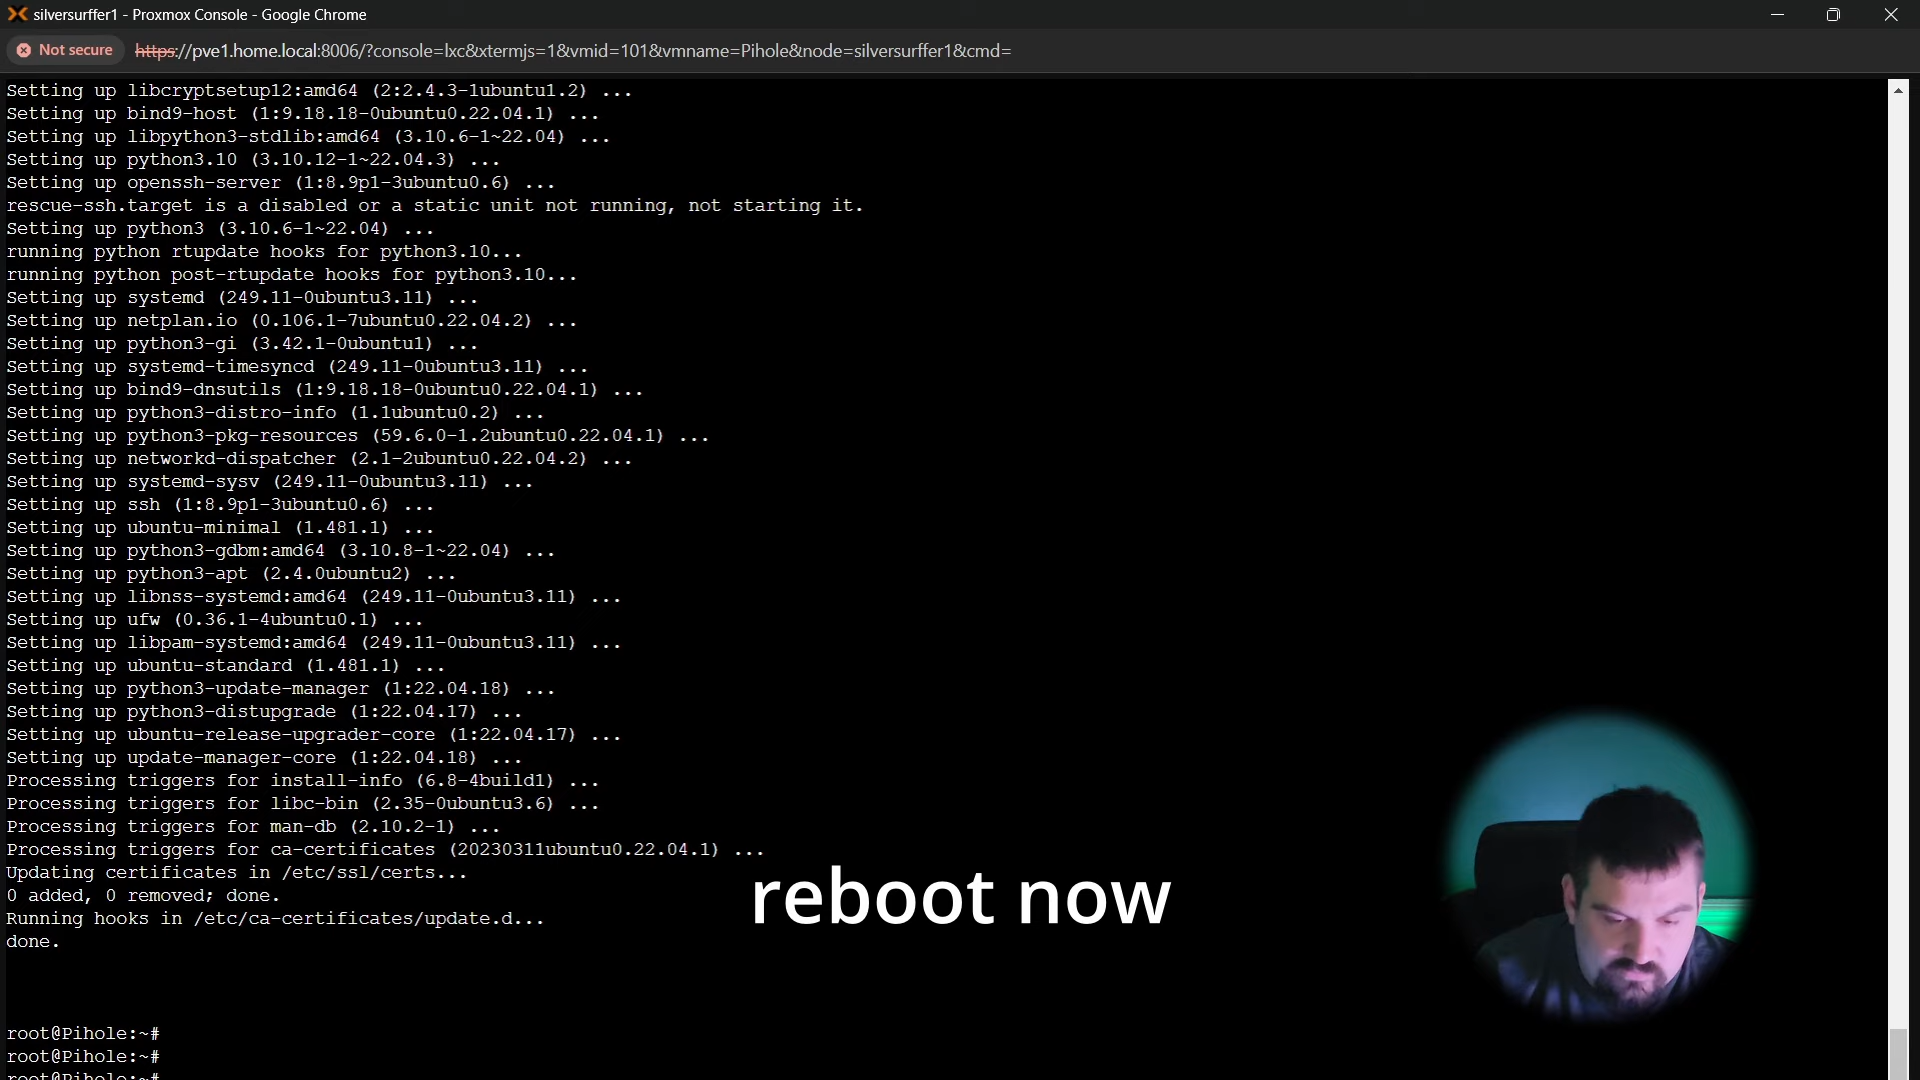 silversurffer1 - Proxmox Console - Google Chrome
Not secure https://pve1.home.local:8006/?console=lxc&xtermjs=1&vmid=101&vmname=Pihole&node=silversurffer1&cmd=
Setting up libcryptsetup12:amd64 (2:2.4.3-1ubuntu1.2) ...
Setting up bind9-host (1:9.18.18-0ubuntu0.22.04.1) ...
Setting up libpython3-stdlib:amd64 (3.10.6-1~22.04) ...
Setting up python3.10 (3.10.12-1~22.04.3) ...
Setting up openssh-server (1:8.9p1-3ubuntu0.6) ...
rescue-ssh.target is a disabled or a static unit not running, not starting it.
Setting up python3 (3.10.6-1~22.04) ...
running python rtupdate hooks for python3.10...
running python post-rtupdate hooks for python3.10...
Setting up systemd (249.11-0ubuntu3.11) ...
Setting up netplan.io (0.106.1-7ubuntu0.22.04.2) ...
Setting up python3-gi (3.42.1-0ubuntu1) ...
Setting up systemd-timesyncd (249.11-0ubuntu3.11) ...
Setting up bind9-dnsutils (1:9.18.18-0ubuntu0.22.04.1) ...
Setting up python3-distro-info (1.1ubuntu0.2) ...
Setting up python3-pkg-resources (59.6.0-1.2ubuntu0.22.04.1) ...
Setting up networkd-dispatcher (2.1-2ubuntu0.22.04.2) ...
Setting up systemd-sysv (249.11-0ubuntu3.11) ...
Setting up ssh (1:8.9p1-3ubuntu0.6) ...
Setting up ubuntu-minimal (1.481.1) ...
Setting up python3-gdbm:amd64 (3.10.8-1~22.04) ...
Setting up python3-apt (2.4.0ubuntu2) ...
Setting up libnss-systemd:amd64 (249.11-0ubuntu3.11) ...
Setting up ufw (0.36.1-4ubuntu0.1) ...
Setting up libpam-systemd:amd64 (249.11-0ubuntu3.11) ...
Setting up ubuntu-standard (1.481.1) ...
Setting up python3-update-manager (1:22.04.18) ...
Setting up python3-distupgrade (1:22.04.17) ...
Setting up ubuntu-release-upgrader-core (1:22.04.17) ...
Setting up update-manager-core (1:22.04.18) ...
Processing triggers for install-info (6.8-4build1) ...
Processing triggers for libc-bin (2.35-0ubuntu3.6) ...
Processing triggers for man-db (2.10.2-1) ...
Processing triggers for ca-certificates (20230311ubuntu0.22.04.1) ...
Updating certificates in /etc/ssl/certs...
0 added, 0 removed; done.
Running hooks in /etc/ca-certificates/update.d...
done.
reboot now
root@Pihole:~#
root@Pihole:~#
root@Pihole:~#